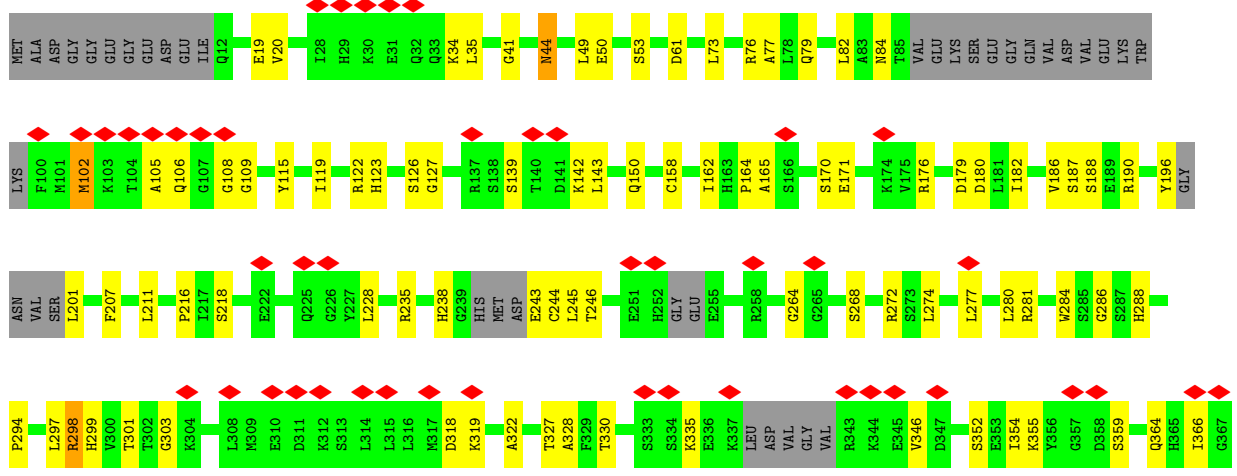 MET ALA ASP GLY GLY GLU GLY GLU ASP GLU ILE Q12 E19 V20 I28 H29 K30 E31 Q32 Q33 K34 L35 G41 N44 L49 E50 S53 D61 L73 R76 A77 L78 Q79 L82 A83 N84 T85 VAL GLU LYS SER GLU GLU GLY GLN VAL ASP VAL GLU LYS TRP
LYS F100 M101 M102 K103 T104 A105 Q106 G107 G108 G109 Y115 I119 R122 H123 S126 G127 R137 S138 S139 T140 D141 K142 L143 Q150 C158 I162 H163 P164 A165 S166 S170 E171 K174 V175 R176 D179 D180 L181 I182 V186 S187 S188 E189 R190 Y196 GLY
ASN VAL SER L201 F207 L211 P216 I217 S218 E222 Q225 G226 Y227 L228 R235 H238 G239 HIS MET ASP E243 C244 L245 T246 E251 H252 GLY GLU E255 R258 G264 G265 S268 R272 S273 L274 L277 L280 R281 W284 S285 G286 S287 H288
P294 L297 R298 H299 V300 T301 T302 G303 K304 L308 M309 E310 D311 K312 S313 L314 L315 L316 M317 D318 K319 A322 T327 A328 F329 T330 S333 S334 K335 E336 K337 LEU ASP VAL GLY VAL R343 K344 E345 V346 D347 S352 E353 I354 K355 Y356 G357 D358 S359 Q364 H365 I366 G367